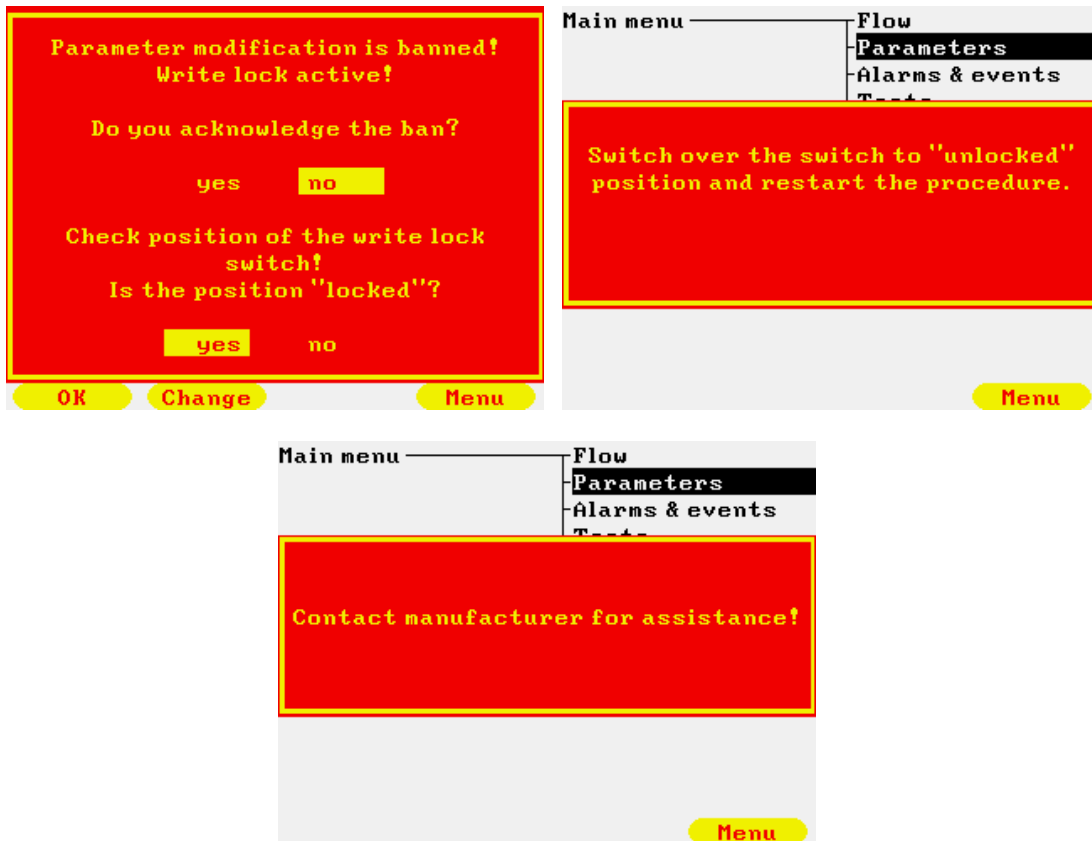 Parameter modification is banned!
Write lock active!
Do you acknowledge the ban?
yes no
Check position of the write lock
switch!
Is the position "locked"?
yes no
OK Change Menu
Main menu Flow
Parameters
Alarms & events
Switch over the switch to "unlocked"
position and restart the procedure.
Menu
Main menu Flow
Parameters
Alarms & events
Contact manufacturer for assistance!
Menu